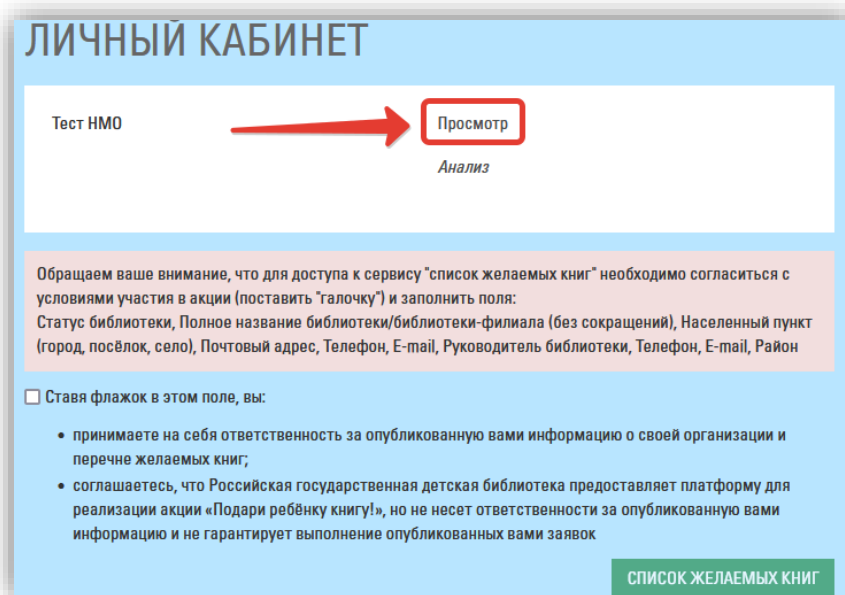 ЛИЧНЫЙ КАБИНЕТ
Тест НМО
Просмотр
Анализ
Обращаем ваше внимание, что для доступа к сервису "список желаемых книг" необходимо согласиться с
условиями участия в акции (поставить "галочку") и заполнить поля:
Статус библиотеки, Полное название библиотеки/библиотеки-филиала (без сокращений), Населенный пункт
(город, посёлок, село), Почтовый адрес, Телефон, E-mail, Руководитель библиотеки, Телефон, E-mail, Район
Ставя флажок в этом поле, вы:
• принимаете на себя ответственность за опубликованную вами информацию о своей организации и
перечне желаемых книг;
• соглашаетесь, что Российская государственная детская библиотека предоставляет платформу для
реализации акции «Подари ребёнку книгу!», но не несет ответственности за опубликованную вами
информацию и не гарантирует выполнение опубликованных вами заявок
СПИСОК ЖЕЛАЕМЫХ КНИГ